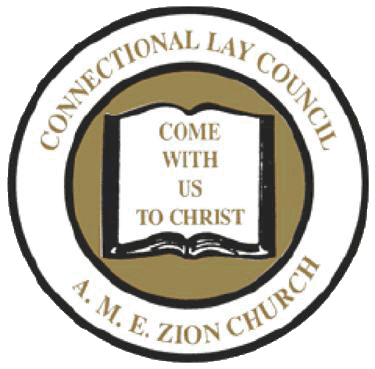 CONNECTIONAL LAY COUNCIL
COME
WITH
US
TO CHRIST
A. M. E. ZION CHURCH